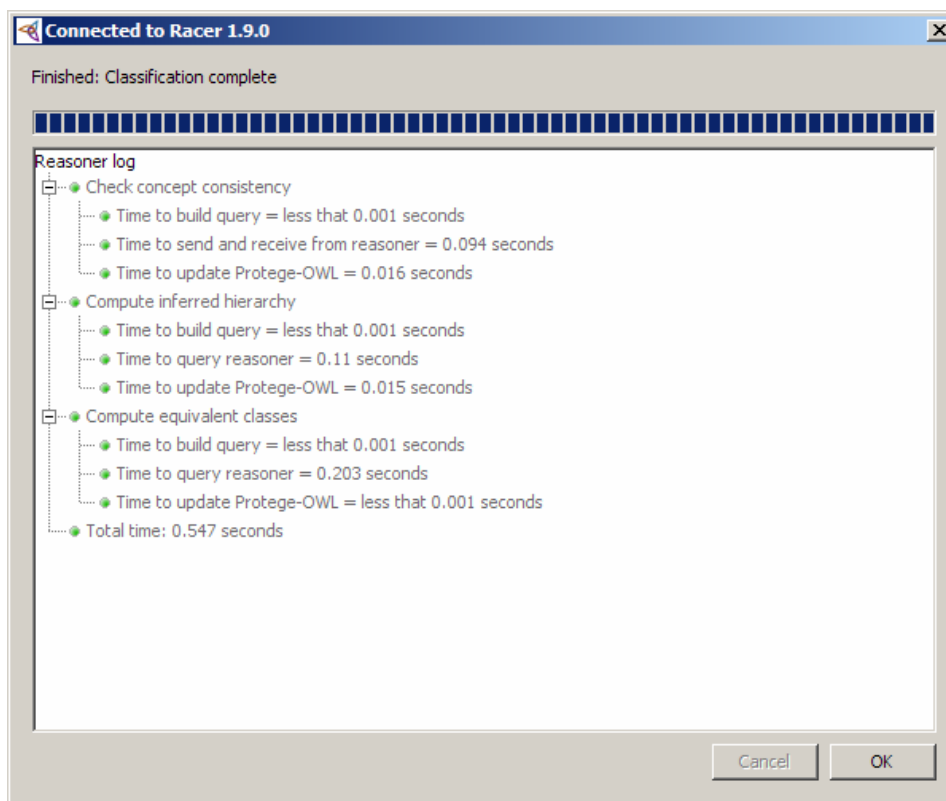 Connected to Racer 1.9.0
Finished: Classification complete
Reasoner log
Check concept consistency
Time to build query = less that 0.001 seconds
Time to send and receive from reasoner = 0.094 seconds
Time to update Protege-OWL = 0.016 seconds
Compute inferred hierarchy
Time to build query = less that 0.001 seconds
Time to query reasoner = 0.11 seconds
Time to update Protege-OWL = 0.015 seconds
Compute equivalent classes
Time to build query = less that 0.001 seconds
Time to query reasoner = 0.203 seconds
Time to update Protege-OWL = less that 0.001 seconds
Total time: 0.547 seconds
Cancel OK